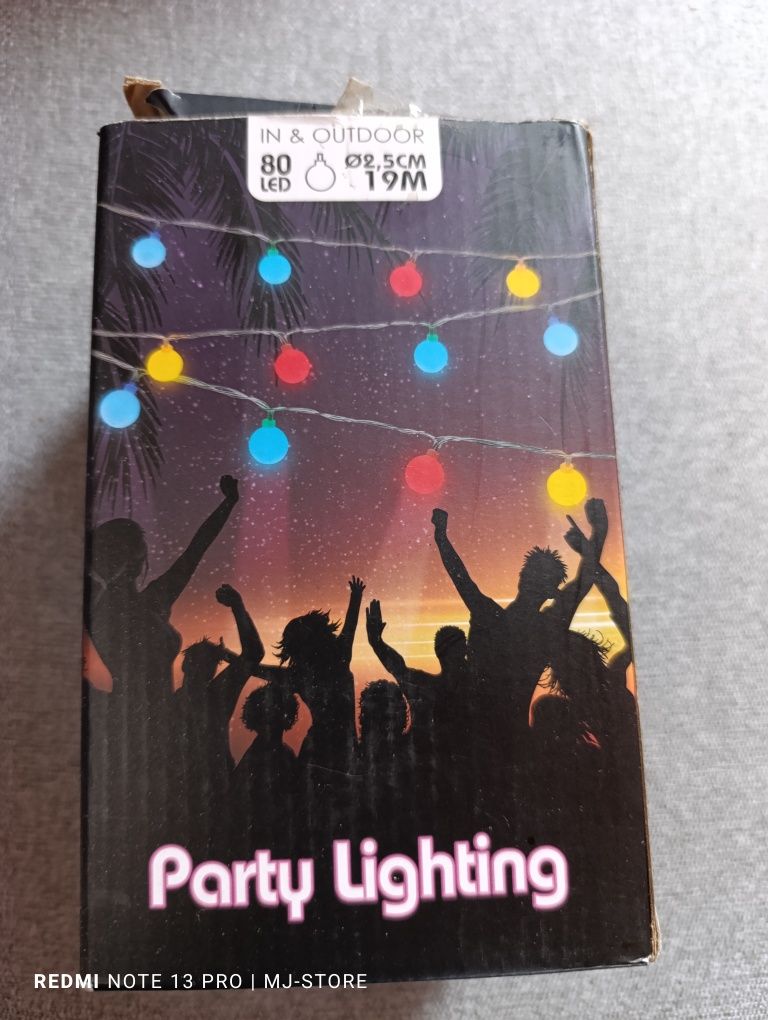 IN & OUTDOOR
80 Ø2,5CM
LED 19M
Party Lighting
REDMI NOTE 13 PRO | MJ-STORE